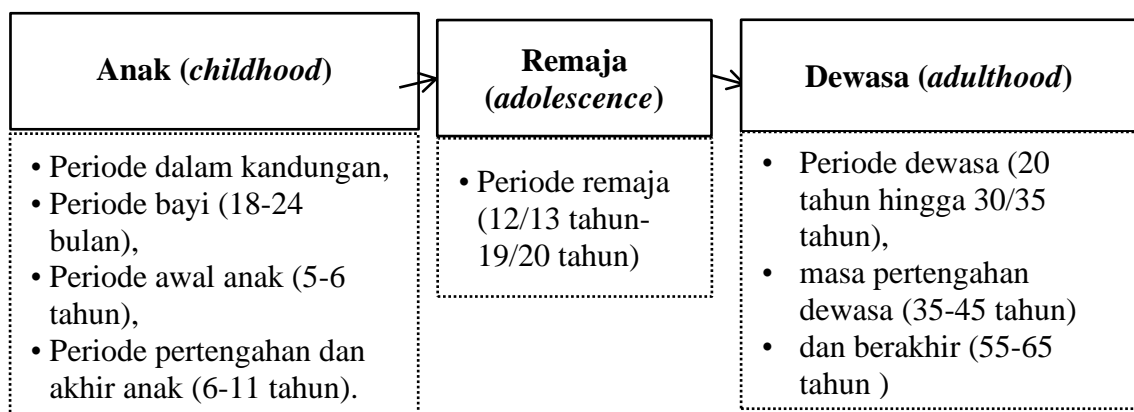 Anak (childhood)
• Periode dalam kandungan,
• Periode bayi (18-24
bulan),
• Periode awal anak (5-6
tahun),
• Periode pertengahan dan
akhir anak (6-11 tahun).
Remaja
(adolescence)
• Periode remaja
(12/13 tahun-
19/20 tahun)
Dewasa (adulthood)
• Periode dewasa (20
tahun hingga 30/35
tahun),
• masa pertengahan
dewasa (35-45 tahun)
• dan berakhir (55-65
tahun )